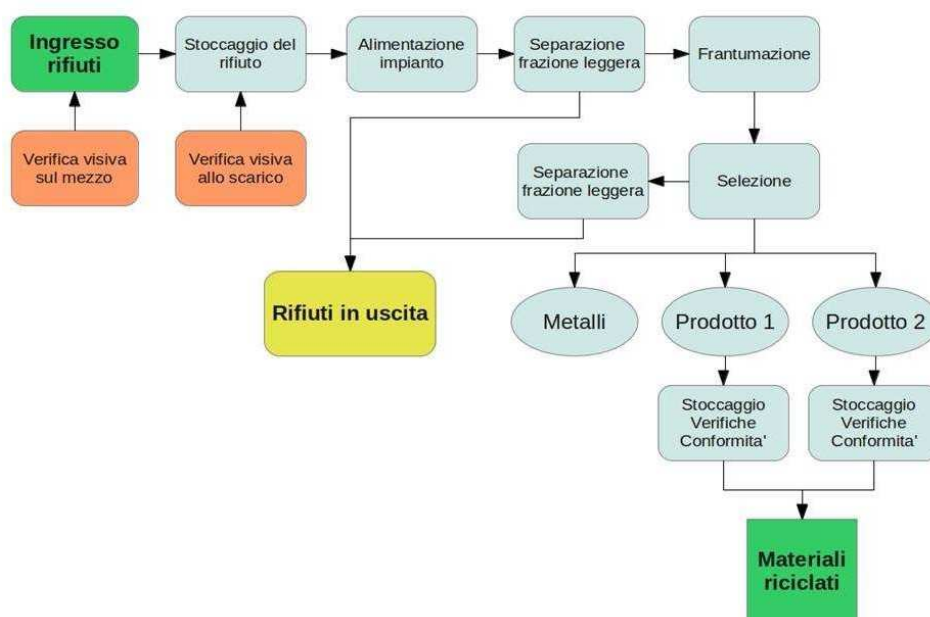 Ingresso
rifiuti
Stoccaggio del
rifiuto
Alimentazione
impianto
Separazione
frazione leggera
Frantumazione
Verifica visiva
sul mezzo
Verifica visiva
allo scarico
Separazione
frazione leggera
Selezione
Rifiuti in uscita
Metalli
Prodotto 1
Prodotto 2
Stoccaggio
Verifiche
Conformita'
Stoccaggio
Verifiche
Conformita'
Materiali
riciclati